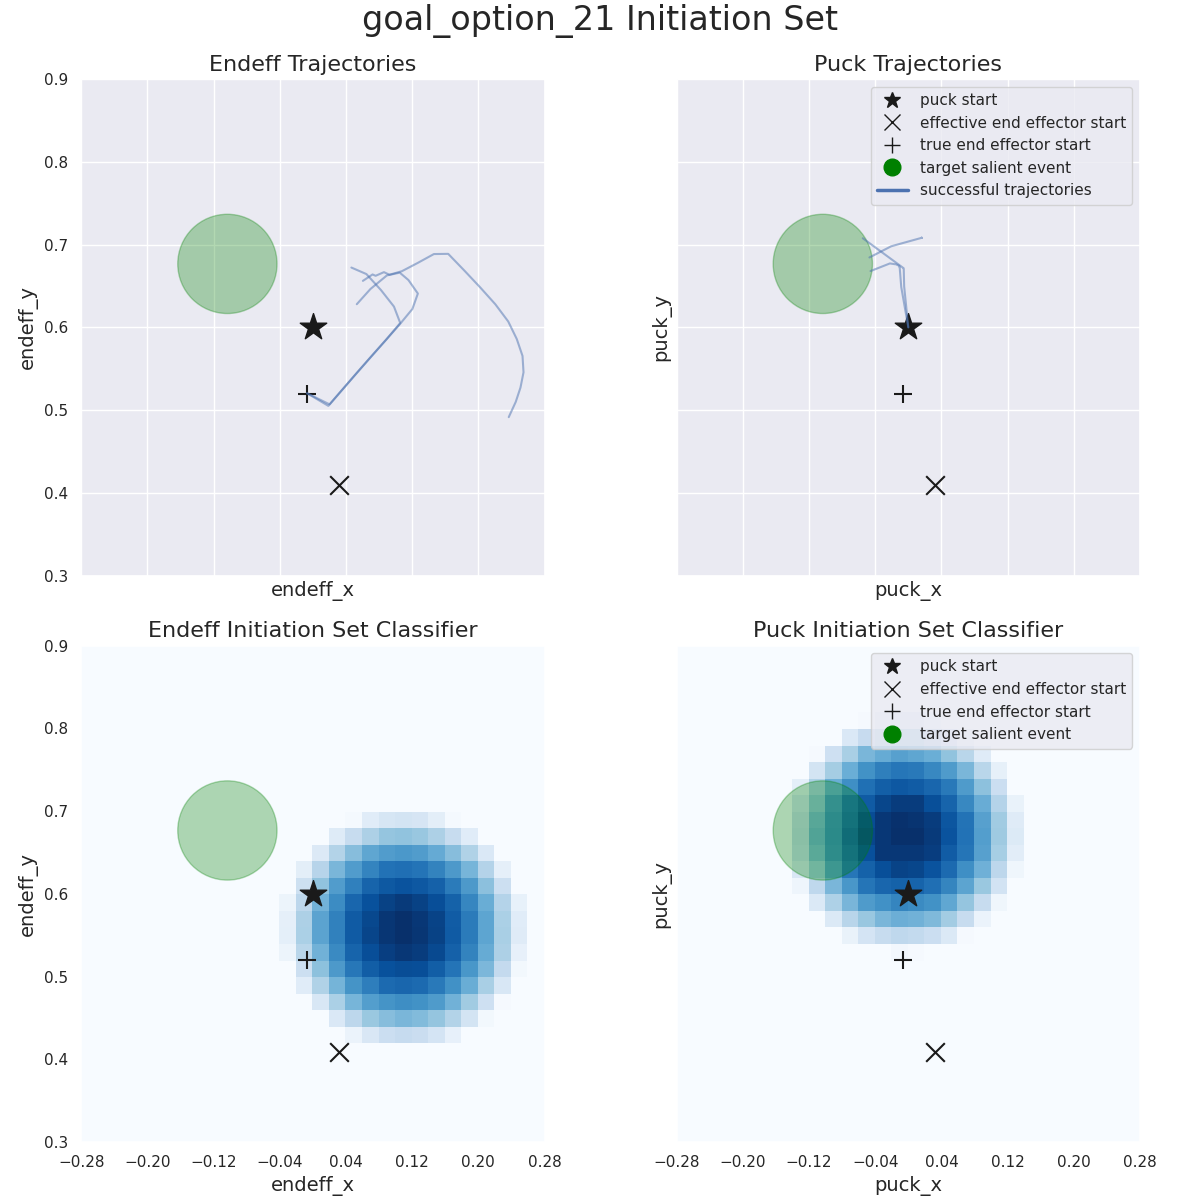 goal_option_21 Initiation Set
Endeff Trajectories
0.9
0.8
0.7
0.6
0.5
0.4
0.3
endeff_y
endeff_x
Puck Trajectories
puck start
effective end effector start
true end effector start
target salient event
successful trajectories
puck_y
puck_x
Endeff Initiation Set Classifier
0.9
0.8
0.7
0.6
0.5
0.4
0.3
endeff_y
−0.28 −0.20 −0.12 −0.04 0.04 0.12 0.20 0.28
endeff_x
Puck Initiation Set Classifier
puck start
effective end effector start
true end effector start
target salient event
puck_y
−0.28 −0.20 −0.12 −0.04 0.04 0.12 0.20 0.28
puck_x